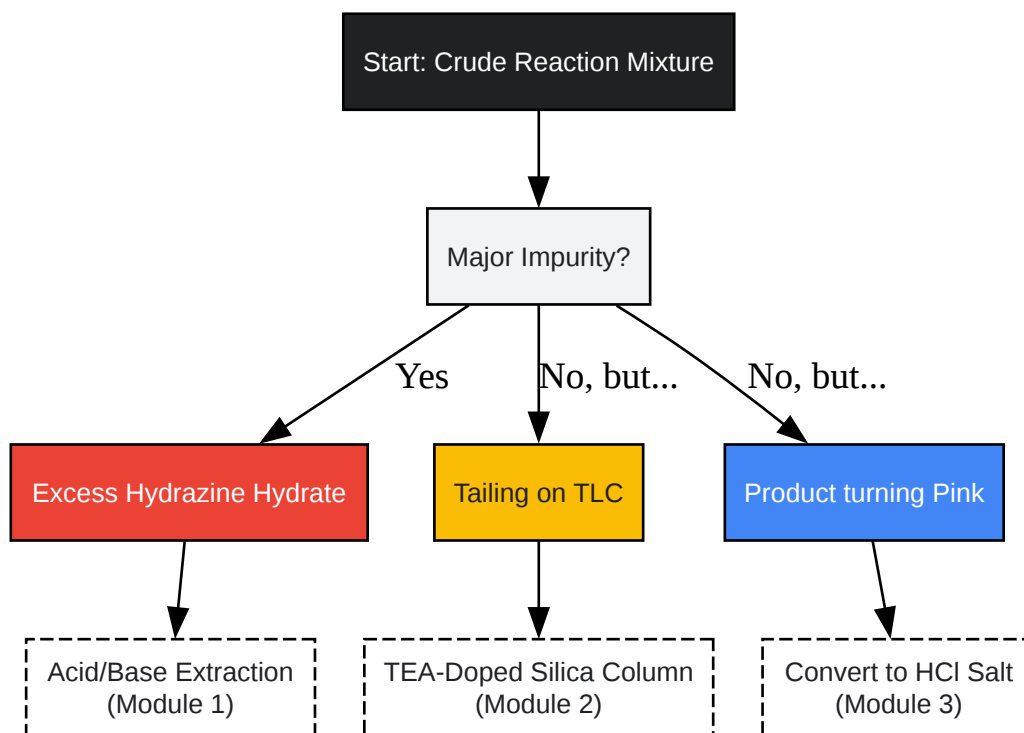 Start: Crude Reaction Mixture
Major Impurity?
Yes
No, but...
No, but...
Excess Hydrazine Hydrate
Tailing on TLC
Product turning Pink
Acid/Base Extraction
(Module 1)
TEA-Doped Silica Column
(Module 2)
Convert to HCl Salt
(Module 3)